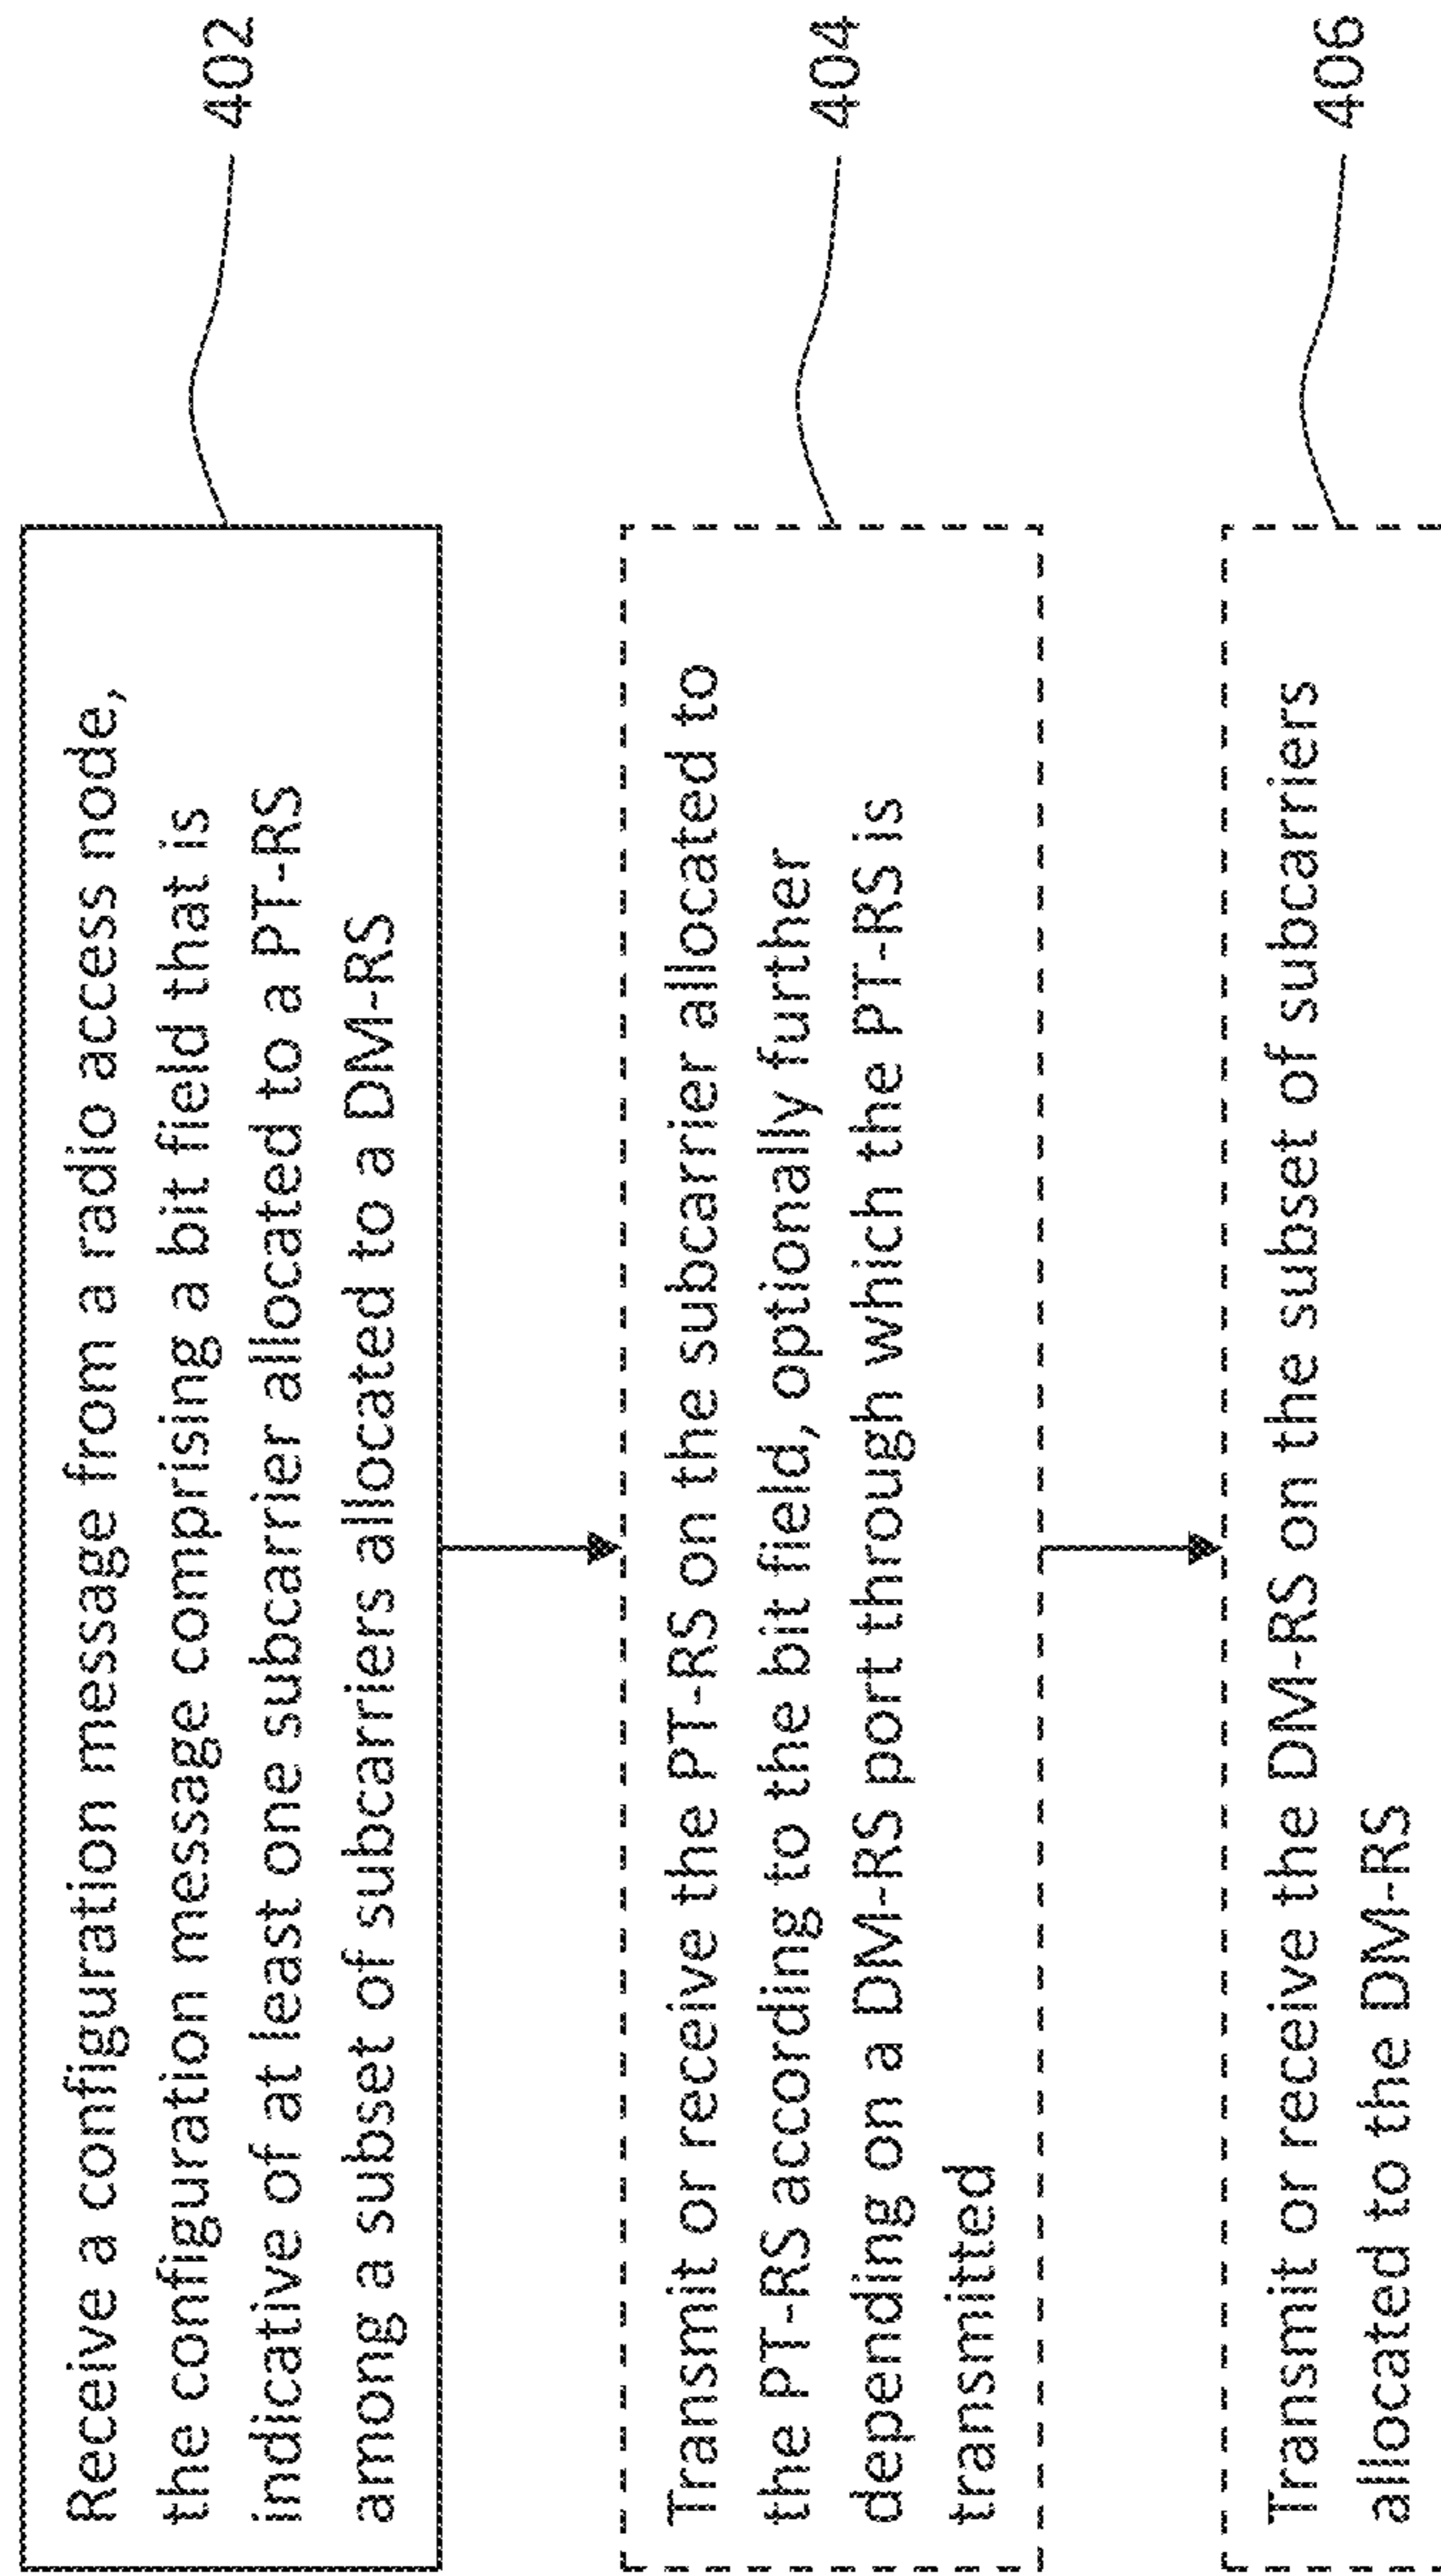 Receive a configuration message from a radio access node,
the configuration message comprising a bit field that is
indicative of at least one subcarrier allocated to a PT-RS
among a subset of subcarriers allocated to a DM-RS
402
Transmit or receive the PT-RS on the subcarrier allocated to
the PT-RS according to the bit field, optionally further
depending on a DM-RS port through which the PT-RS is
transmitted
404
Transmit or receive the DM-RS on the subset of subcarriers
allocated to the DM-RS
406